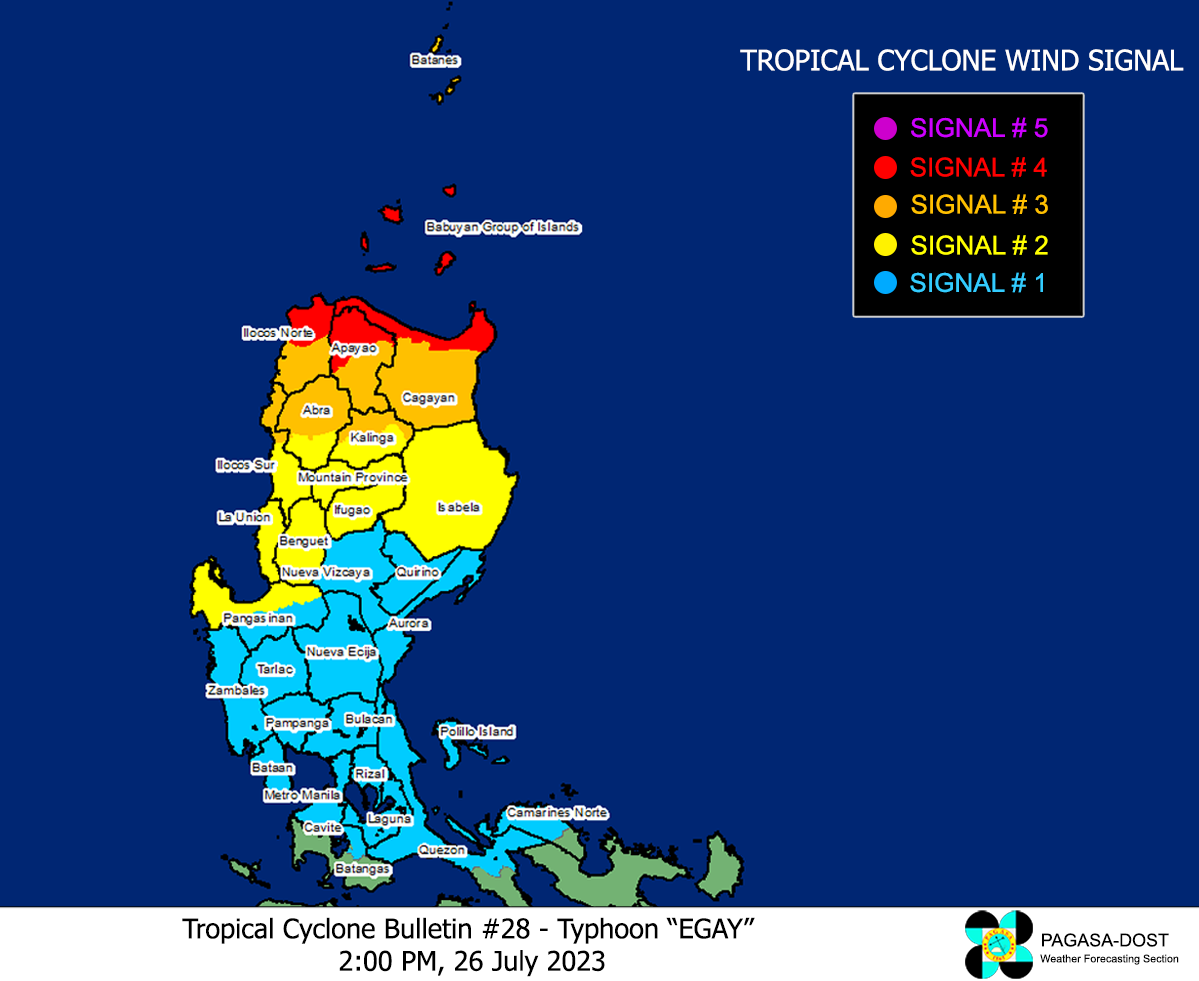 Batanes
TROPICAL CYCLONE WIND SIGNAL
SIGNAL # 5
SIGNAL # 4
SIGNAL # 3
SIGNAL # 2
SIGNAL # 1
Babuyan Group of Islands
Ilocos Norte
Apayao
Cagayan
Abra
Kalinga
Ilocos Sur
Mountain Province
Isabela
Ifugao
La Union
Benguet
Nueva Vizcaya
Quirino
Pangasinan
Aurora
Nueva Ecija
Tarlac
Zambales
Pampanga
Bulacan
Polillo Island
Bataan
Rizal
Metro Manila
Camarines Norte
Laguna
Cavite
Quezon
Batangas
Tropical Cyclone Bulletin #28 - Typhoon “EGAY”
2:00 PM, 26 July 2023
PAGASA
PAGASA-DOST
Weather Forecasting Section